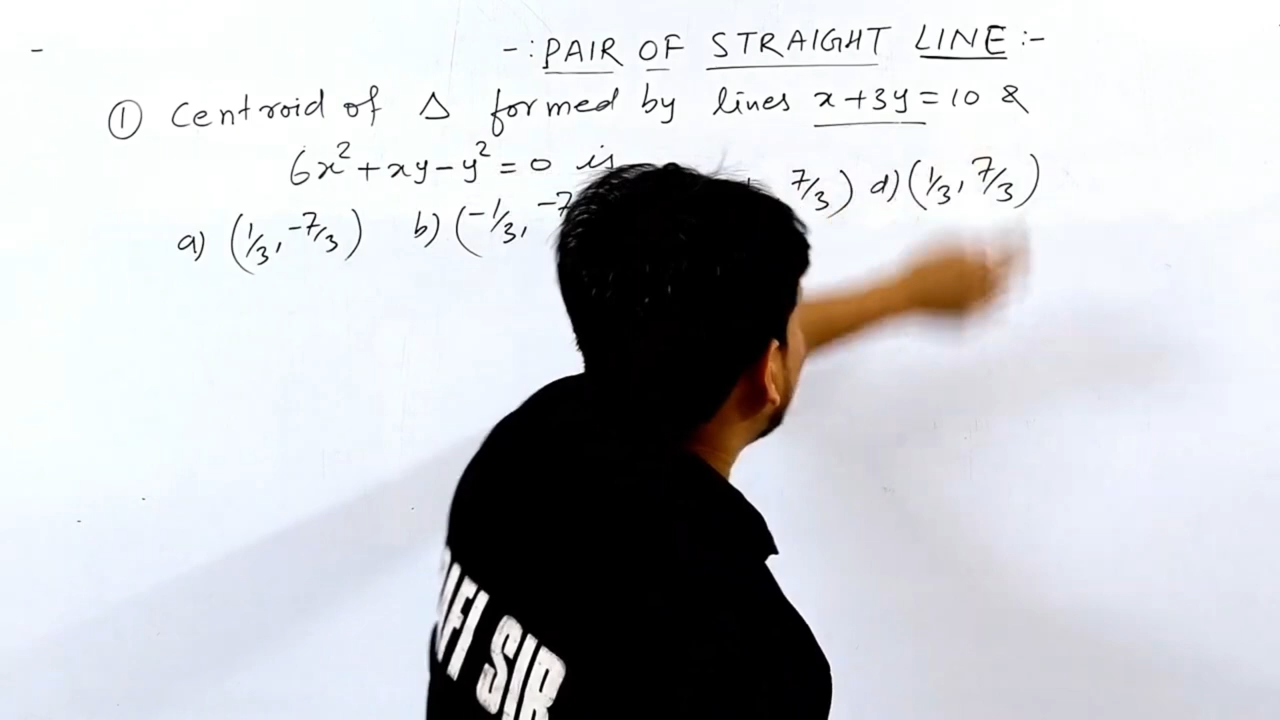 -: PAIR OF STRAIGHT LINE :-
① Centroid of Δ formed by lines x+3y=10 &
6x²+xy-y²=0 is
a) (1/3, -7/3) b) (-1/3, -7 7/3) d) (1/3, 7/3)
SIR